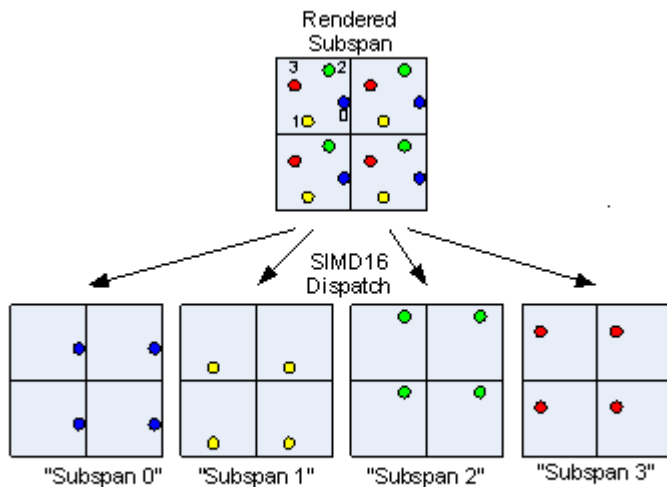 Rendered
Subspan
3 2
1 0
SIMD16
Dispatch
"Subspan 0" "Subspan 1" "Subspan 2" "Subspan 3"